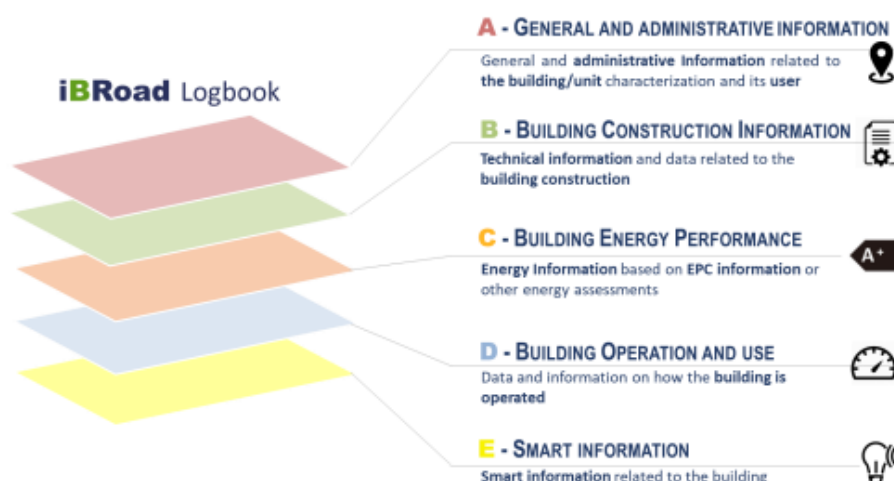 iBRoad Logbook
A - GENERAL AND ADMINISTRATIVE INFORMATION
General and administrative Information related to
the building/unit characterization and its user
B - BUILDING CONSTRUCTION INFORMATION
Technical information and data related to the
building construction
C - BUILDING ENERGY PERFORMANCE
Energy Information based on EPC information or
other energy assessments
A+
D - BUILDING OPERATION AND USE
Data and information on how the building is
operated
E - SMART INFORMATION
Smart information related to the building